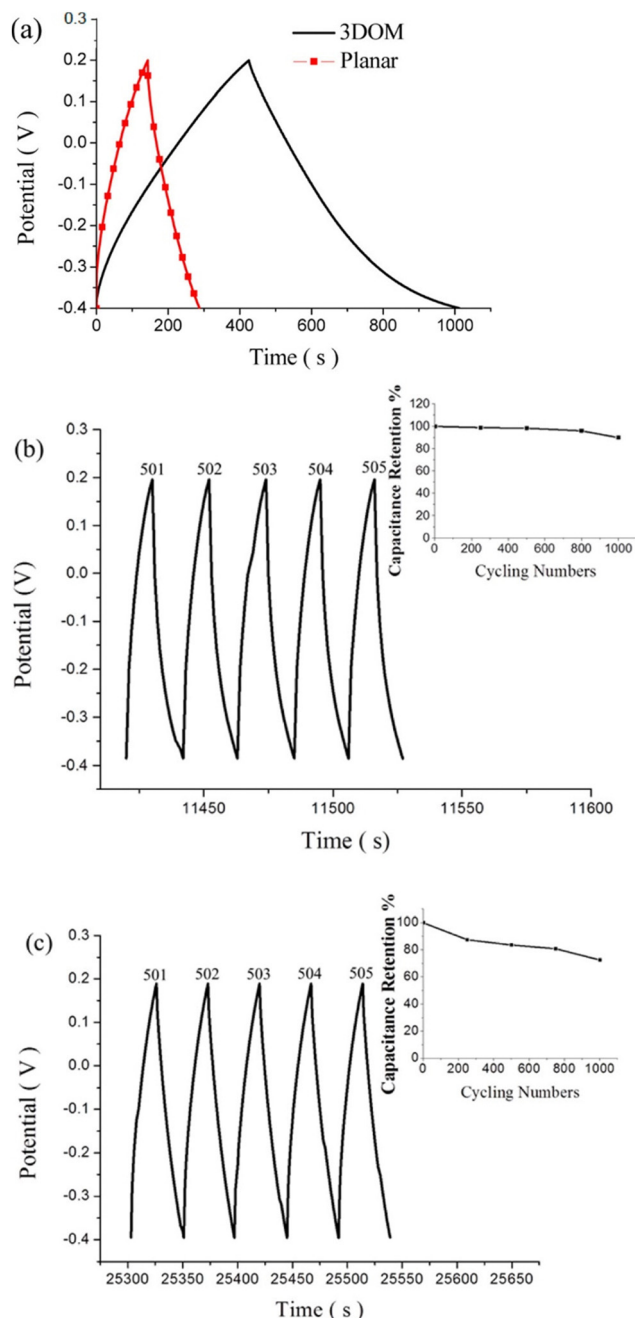 (a)
3DOM
Planar
0.3
0.2
0.1
0.0
-0.1
-0.2
-0.3
-0.4
Potential ( V )
0 200 400 600 800 1000
Time ( s )
(b)
0.3
0.2
0.1
0.0
-0.1
-0.2
-0.3
-0.4
Potential (V)
501 502 503 504 505
11450 11500 11550 11600
Time ( s)
Capacitance Retention %
120
100
80
60
40
20
0
0 200 400 600 800 1000
Cycling Numbers
(c)
0.3
0.2
0.1
0.0
-0.1
-0.2
-0.3
-0.4
Potential ( V )
501 502 503 504 505
25300 25350 25400 25450 25500 25550 25600 25650
Time ( s )
Capacitance Retention %
100
80
60
40
20
0
0 200 400 600 800 1000
Cycling Numbers